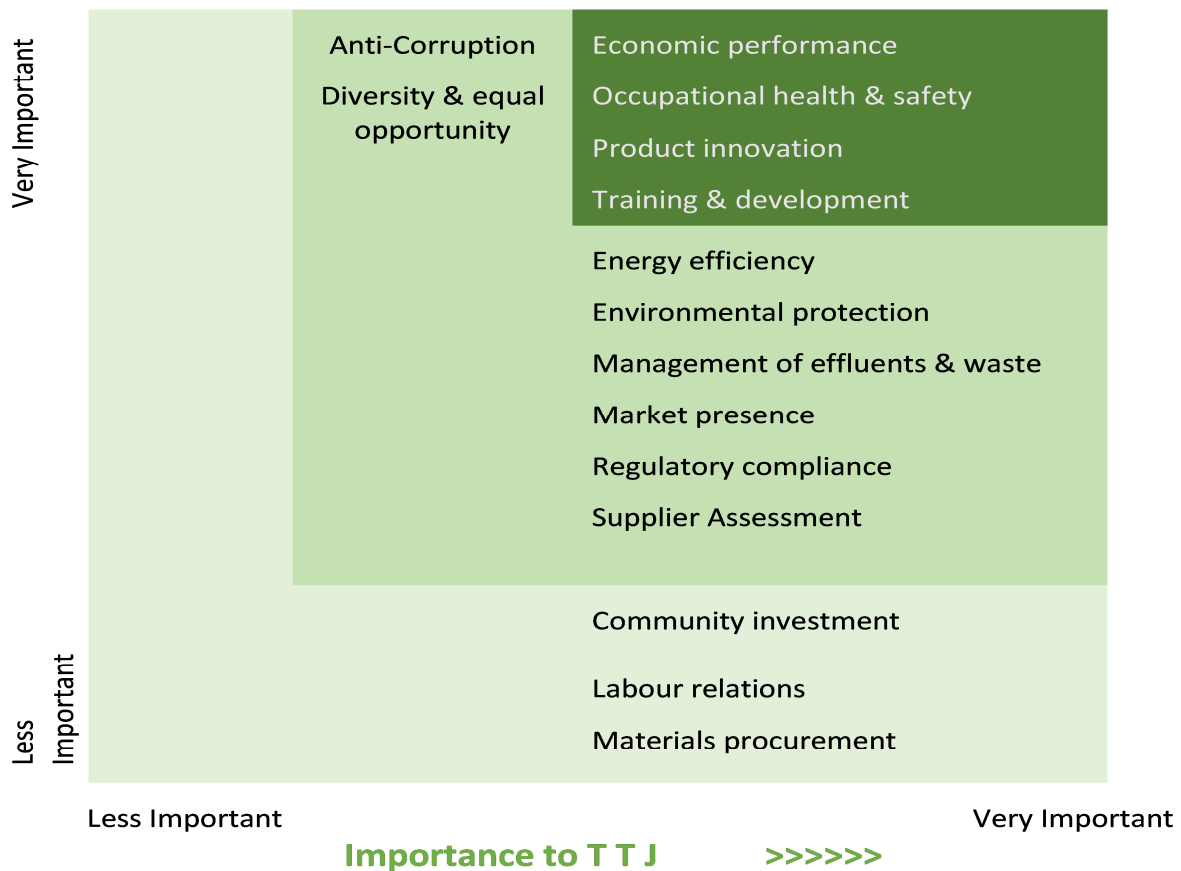 Very Important
Less
Important
Anti-Corruption
Diversity & equal
opportunity
Economic performance
Occupational health & safety
Product innovation
Training & development
Energy efficiency
Environmental protection
Management of effluents & waste
Market presence
Regulatory compliance
Supplier Assessment
Community investment
Labour relations
Materials procurement
Less Important
Very Important
Importance to T T J >>>>>>